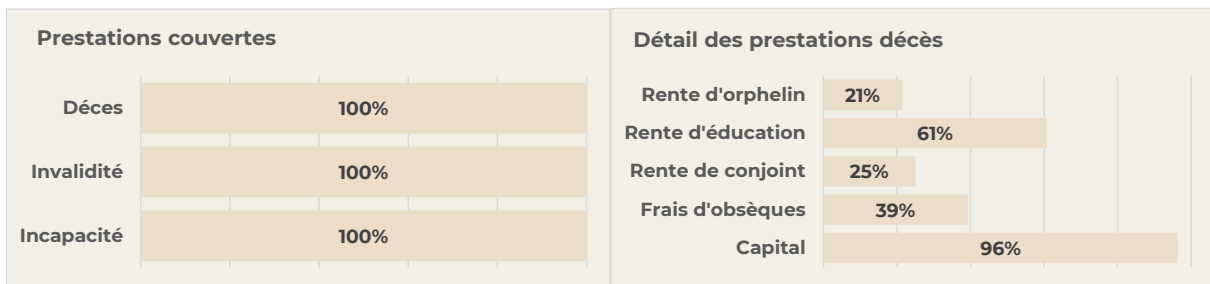 Prestations couvertes
Déces 100%
Invalidité 100%
Incapacité 100%
Détail des prestations décès
Rente d'orphelin 21%
Rente d'éducation 61%
Rente de conjoint 25%
Frais d'obsèques 39%
Capital 96%